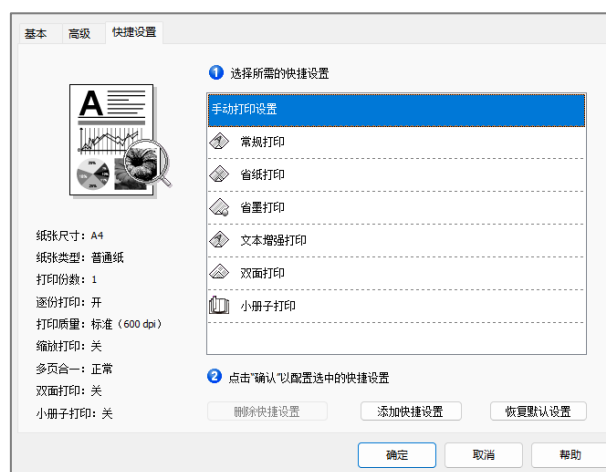 基本 高级 快捷设置
1 选择所需的快捷设置
手动打印设置
常规打印
省纸打印
省墨打印
文本增强打印
双面打印
小册子打印
A
纸张尺寸：A4
纸张类型：普通纸
打印份数：1
逐份打印：开
打印质量：标准（600 dpi）
缩放打印：关
多页合一：正常
双面打印：关
小册子打印：关
2 点击“确认”以配置选中的快捷设置
删除快捷设置 添加快捷设置 恢复默认设置
确定 取消 帮助